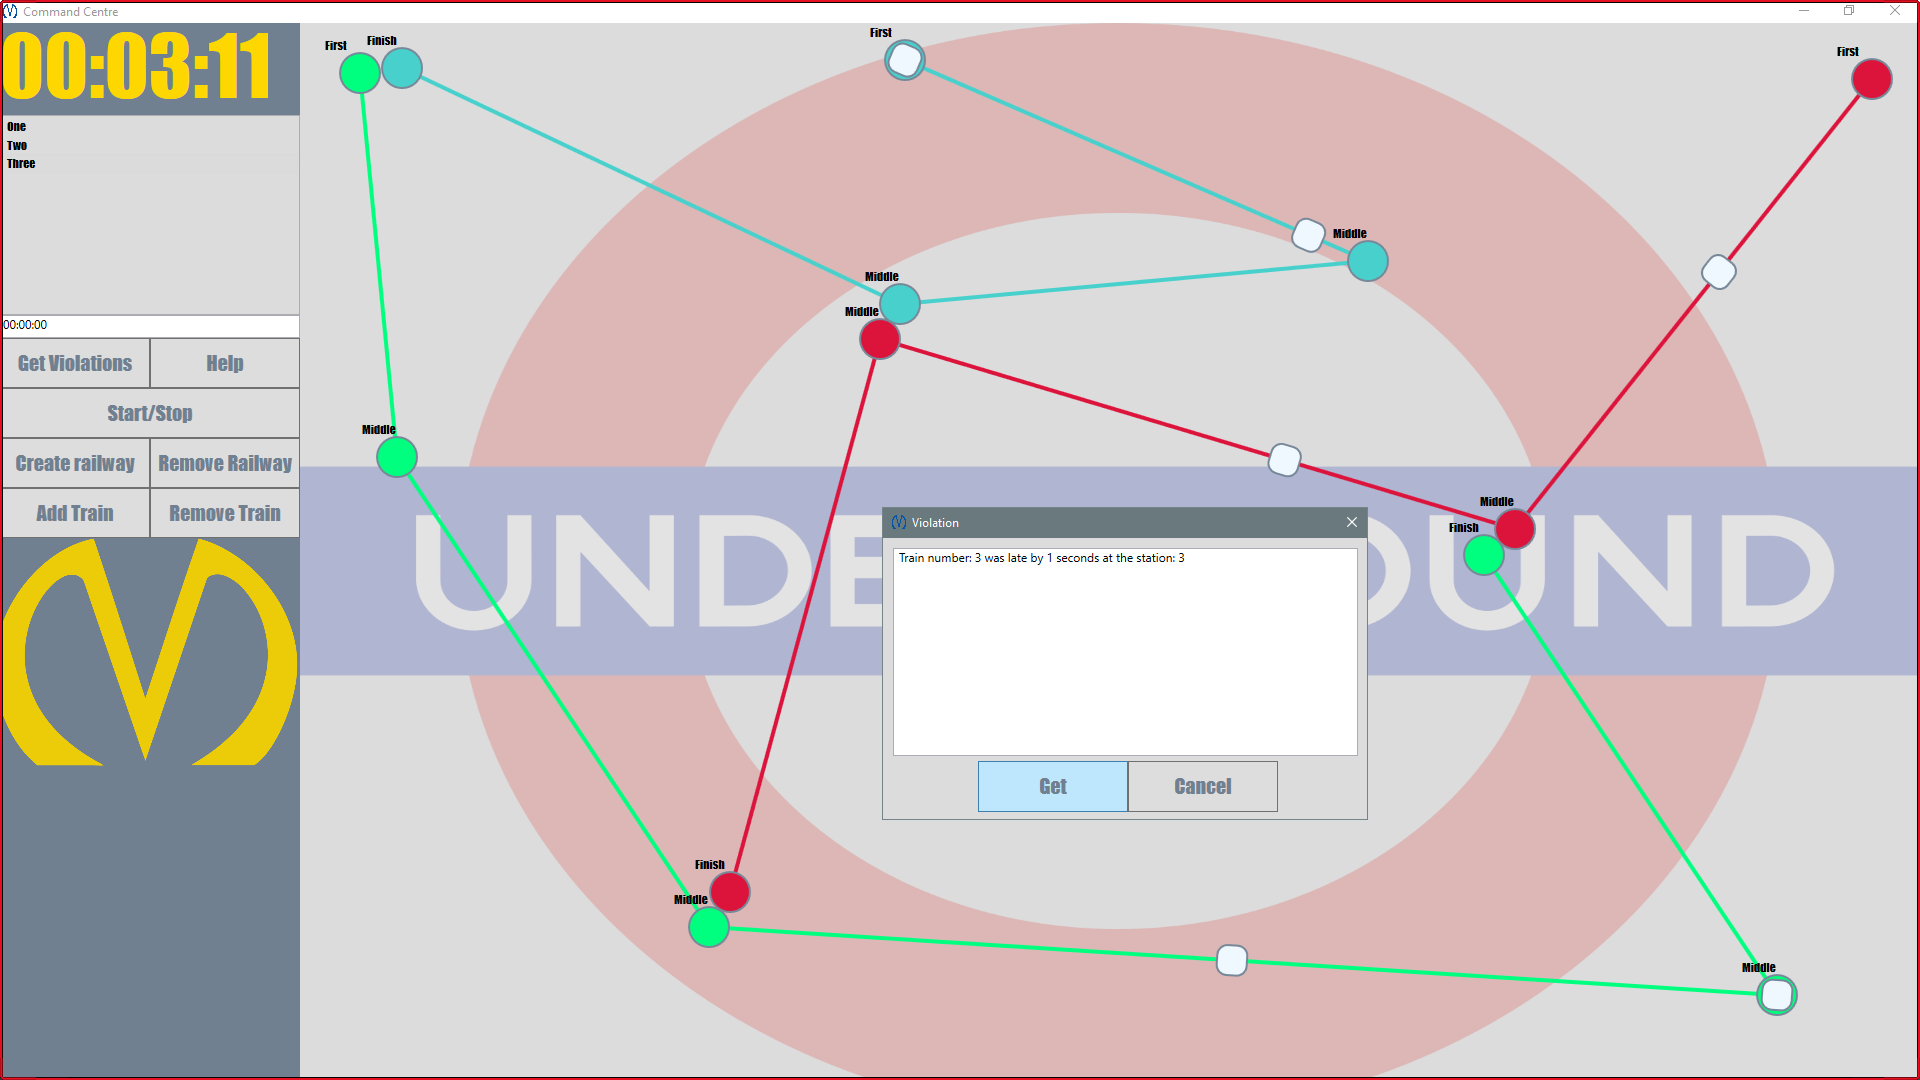 Command Centre
00:03:11
One
Two
Three
00:00:00
Get Violations
Help
Start/Stop
Create railway
Remove Railway
Add Train
Remove Train
First
Finish
First
First
Middle
Middle
Middle
Middle
Middle
Finish
UNDE
OUND
Violation
Train number: 3 was late by 1 seconds at the station: 3
Get
Cancel
Finish
Middle
Middle